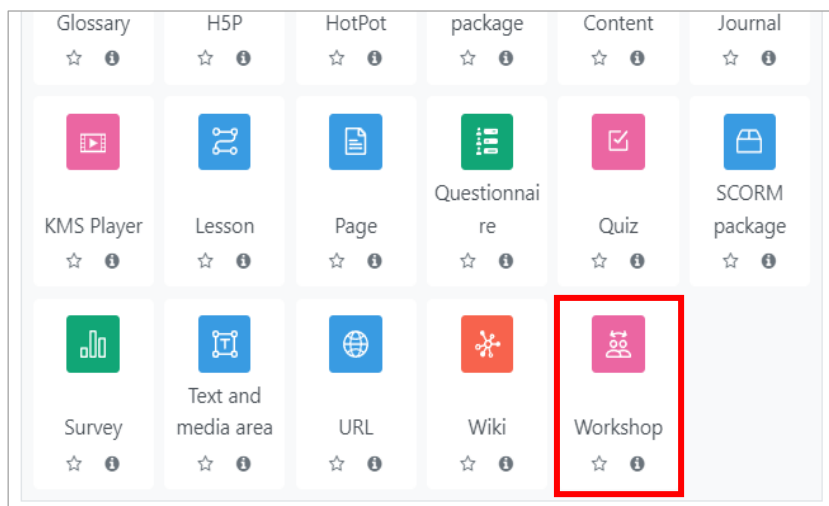 Glossary
H5P
HotPot
package
Content
Journal
KMS Player
Lesson
Page
Questionnai
re
Quiz
SCORM
package
Survey
Text and
media area
URL
Wiki
Workshop